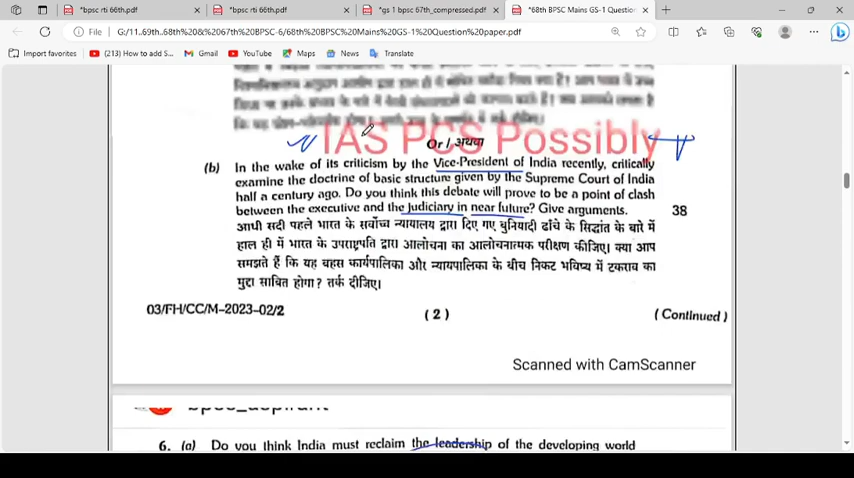 *bpsc rti 66th.pdf
*bpsc rti 66th.pdf
*gs 1 bpsc 67th_compressed.pdf
*68th BPSC Mains GS-1 Question
File | G:/11..69th..68th%20&%2067th%20BPSC-6/68th%20BPSC%20Mains%20GS-1%20Question%20paper.pdf
Import favorites
(213) How to add S...
Gmail
YouTube
Maps
News
Translate
IAS PCS Possibly
Or / अथवा
(b) In the wake of its criticism by the Vice-President of India recently, critically
examine the doctrine of basic structure given by the Supreme Court of India
half a century ago. Do you think this debate will prove to be a point of clash
between the executive and the judiciary in near future? Give arguments. 38
आधी सदी पहले भारत के सर्वोच्च न्यायालय द्वारा दिए गए बुनियादी ढाँचे के सिद्धांत के बारे में
हाल ही में भारत के उपराष्ट्रपति द्वारा आलोचना का आलोचनात्मक परीक्षण कीजिए। क्या आप
समझते हैं कि यह बहस कार्यपालिका और न्यायपालिका के बीच निकट भविष्य में टकराव का
मुद्दा साबित होगा? तर्क दीजिए।
03/FH/CC/M-2023-02/2
( 2 )
( Continued )
Scanned with CamScanner
bpsc_aspirant
6. (a) Do you think India must reclaim the leadership of the developing world